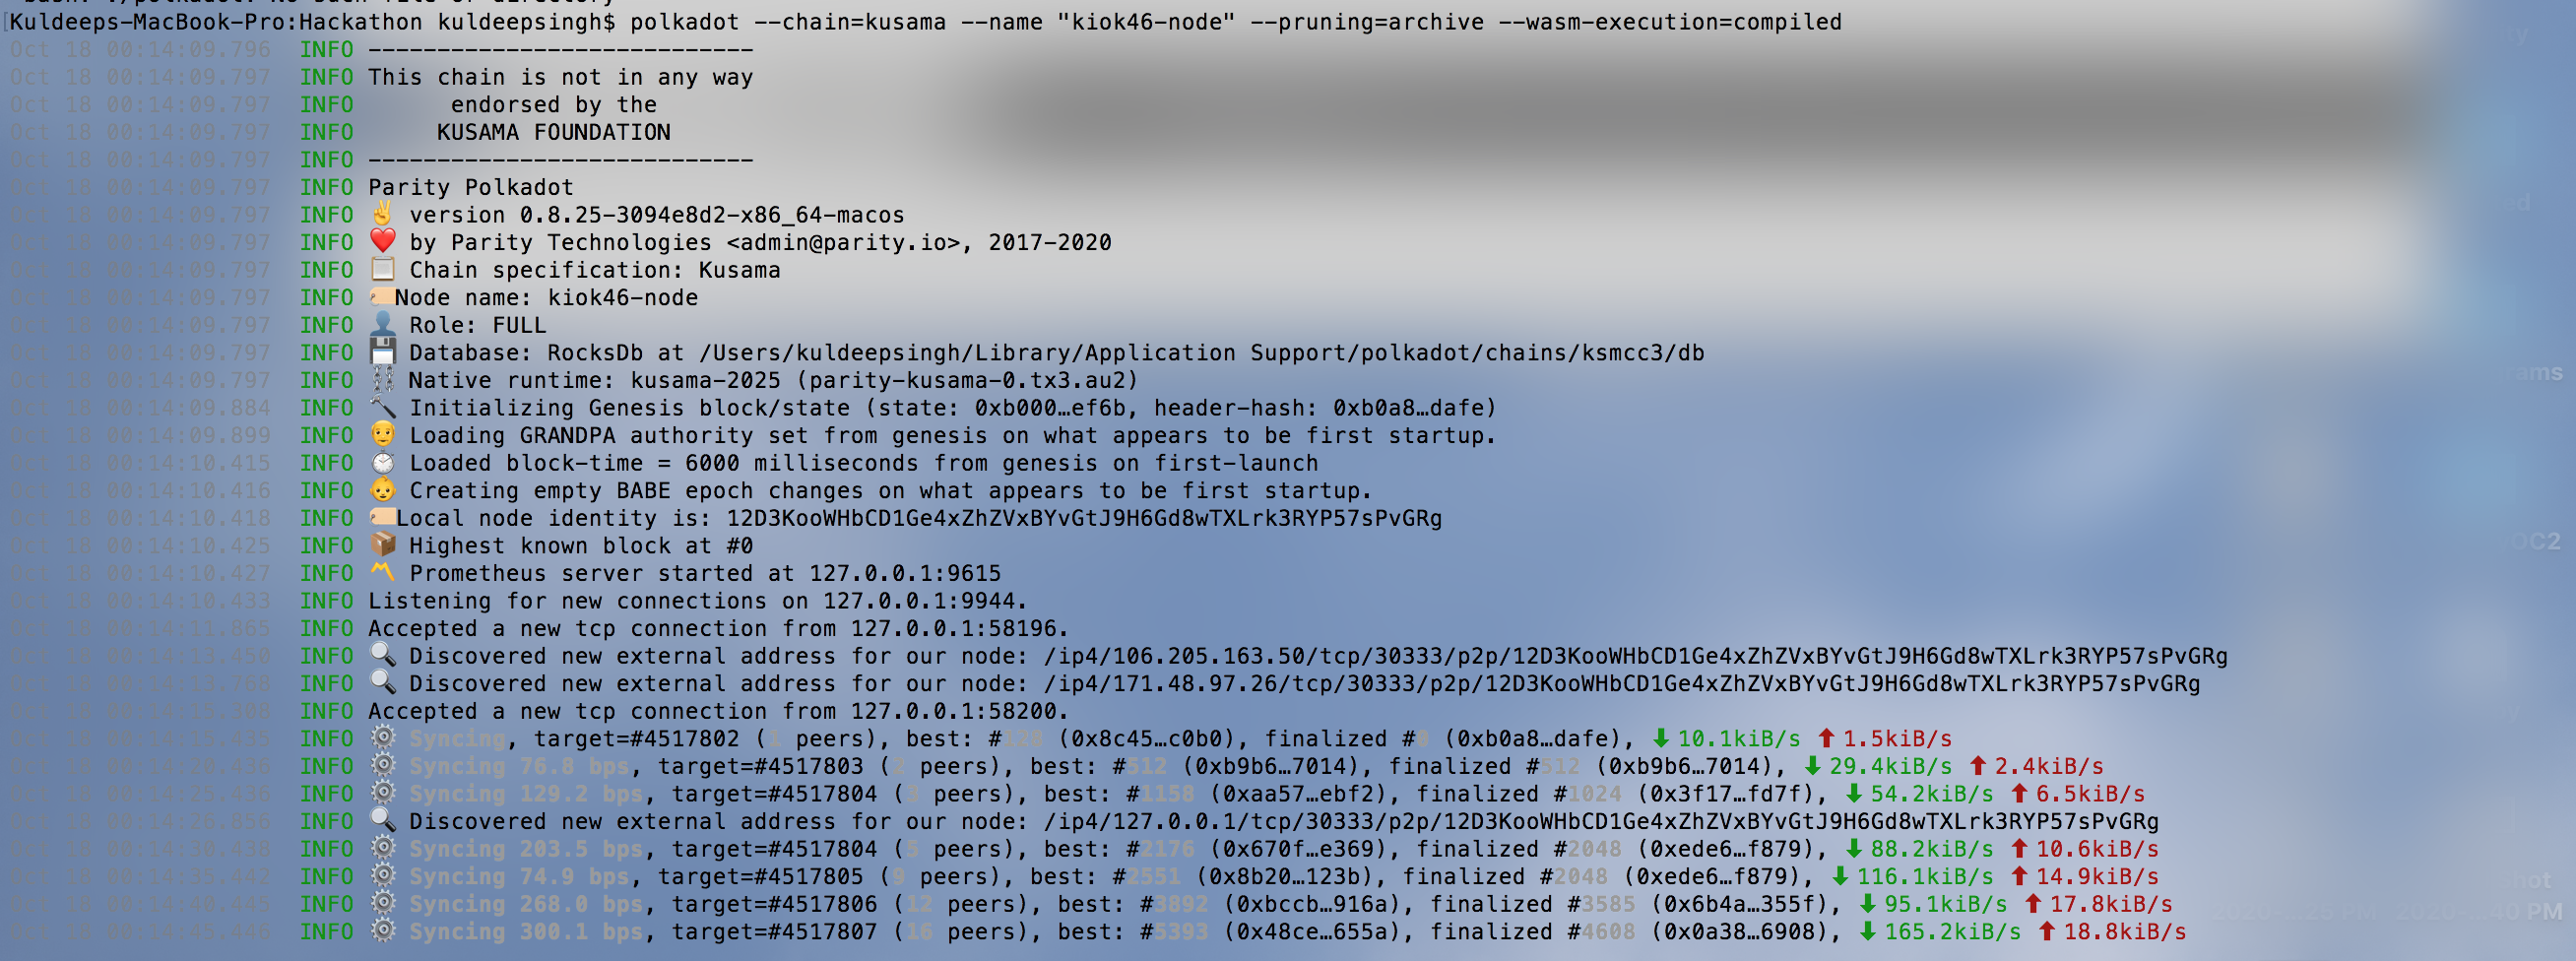 bash: ./polkadot: No such file or directory
[Kuldeeps-MacBook-Pro:Hackathon kuldeepsingh$ polkadot --chain=kusama --name "kiok46-node" --pruning=archive --wasm-execution=compiled
Oct 18 00:14:09.796 INFO ----------------------------
Oct 18 00:14:09.797 INFO This chain is not in any way
Oct 18 00:14:09.797 INFO endorsed by the
Oct 18 00:14:09.797 INFO KUSAMA FOUNDATION
Oct 18 00:14:09.797 INFO ----------------------------
Oct 18 00:14:09.797 INFO Parity Polkadot
Oct 18 00:14:09.797 INFO ✌️ version 0.8.25-3094e8d2-x86_64-macos
Oct 18 00:14:09.797 INFO ❤️ by Parity Technologies <admin@parity.io>, 2017-2020
Oct 18 00:14:09.797 INFO 📋 Chain specification: Kusama
Oct 18 00:14:09.797 INFO 🏷 Node name: kiok46-node
Oct 18 00:14:09.797 INFO 👤 Role: FULL
Oct 18 00:14:09.797 INFO 💾 Database: RocksDb at /Users/kuldeepsingh/Library/Application Support/polkadot/chains/ksmcc3/db
Oct 18 00:14:09.797 INFO ⛓ Native runtime: kusama-2025 (parity-kusama-0.tx3.au2)
Oct 18 00:14:09.884 INFO 🔨 Initializing Genesis block/state (state: 0xb000…ef6b, header-hash: 0xb0a8…dafe)
Oct 18 00:14:09.899 INFO 👴 Loading GRANDPA authority set from genesis on what appears to be first startup.
Oct 18 00:14:10.415 INFO ⏱ Loaded block-time = 6000 milliseconds from genesis on first-launch
Oct 18 00:14:10.416 INFO 👶 Creating empty BABE epoch changes on what appears to be first startup.
Oct 18 00:14:10.418 INFO 🏷 Local node identity is: 12D3KooWHbCD1Ge4xZhZVxBYvGtJ9H6Gd8wTXLrk3RYP57sPvGRg
Oct 18 00:14:10.425 INFO 📦 Highest known block at #0
Oct 18 00:14:10.427 INFO 〽️ Prometheus server started at 127.0.0.1:9615
Oct 18 00:14:10.433 INFO Listening for new connections on 127.0.0.1:9944.
Oct 18 00:14:11.865 INFO Accepted a new tcp connection from 127.0.0.1:58196.
Oct 18 00:14:13.450 INFO 🔍 Discovered new external address for our node: /ip4/106.205.163.50/tcp/30333/p2p/12D3KooWHbCD1Ge4xZhZVxBYvGtJ9H6Gd8wTXLrk3RYP57sPvGRg
Oct 18 INFO 🔍 Discovered new external address for our node: /ip4/171.48.97.26/tcp/30333/p2p/12D3KooWHbCD1Ge4xZhZVxBYvGtJ9H6Gd8wTXLrk3RYP57sPvGRg
Oct 18 INFO Accepted a new tcp connection from 127.0.0.1:58200.
Oct 18 00:14:15.435 INFO ⚙️ Syncing, target=#4517802 (1 peers), best: #128 (0x8c45…c0b0), finalized #0 (0xb0a8…dafe), ⬇ 10.1kiB/s ⬆ 1.5kiB/s
Oct 18 00:14:20.436 INFO ⚙️ Syncing 76.8 bps, target=#4517803 (2 peers), best: #512 (0xb9b6…7014), finalized #512 (0xb9b6…7014), ⬇ 29.4kiB/s ⬆ 2.4kiB/s
Oct 18 00:14:25.436 INFO ⚙️ Syncing 129.2 bps, target=#4517804 (3 peers), best: #1158 (0xaa57…ebf2), finalized #1024 (0x3f17…fd7f), ⬇ 54.2kiB/s ⬆ 6.5kiB/s
Oct 18 00:14:26.856 INFO 🔍 Discovered new external address for our node: /ip4/127.0.0.1/tcp/30333/p2p/12D3KooWHbCD1Ge4xZhZVxBYvGtJ9H6Gd8wTXLrk3RYP57sPvGRg
Oct 18 00:14:30.438 INFO ⚙️ Syncing 203.5 bps, target=#4517804 (5 peers), best: #2176 (0x670f…e369), finalized #2048 (0xede6…f879), ⬇ 88.2kiB/s ⬆ 10.6kiB/s
Oct 18 00:14:35.442 INFO ⚙️ Syncing 74.9 bps, target=#4517805 (9 peers), best: #2551 (0x8b20…123b), finalized #2048 (0xede6…f879), ⬇ 116.1kiB/s ⬆ 14.9kiB/s
Oct 18 00:14:40.445 INFO ⚙️ Syncing 268.0 bps, target=#4517806 (12 peers), best: #3892 (0xbccb…916a), finalized #3585 (0x6b4a…355f), ⬇ 95.1kiB/s ⬆ 17.8kiB/s
Oct 18 00:14:45.446 INFO ⚙️ Syncing 300.1 bps, target=#4517807 (16 peers), best: #5393 (0x48ce…655a), finalized #4608 (0x0a38…6908), ⬇ 165.2kiB/s ⬆ 18.8kiB/s